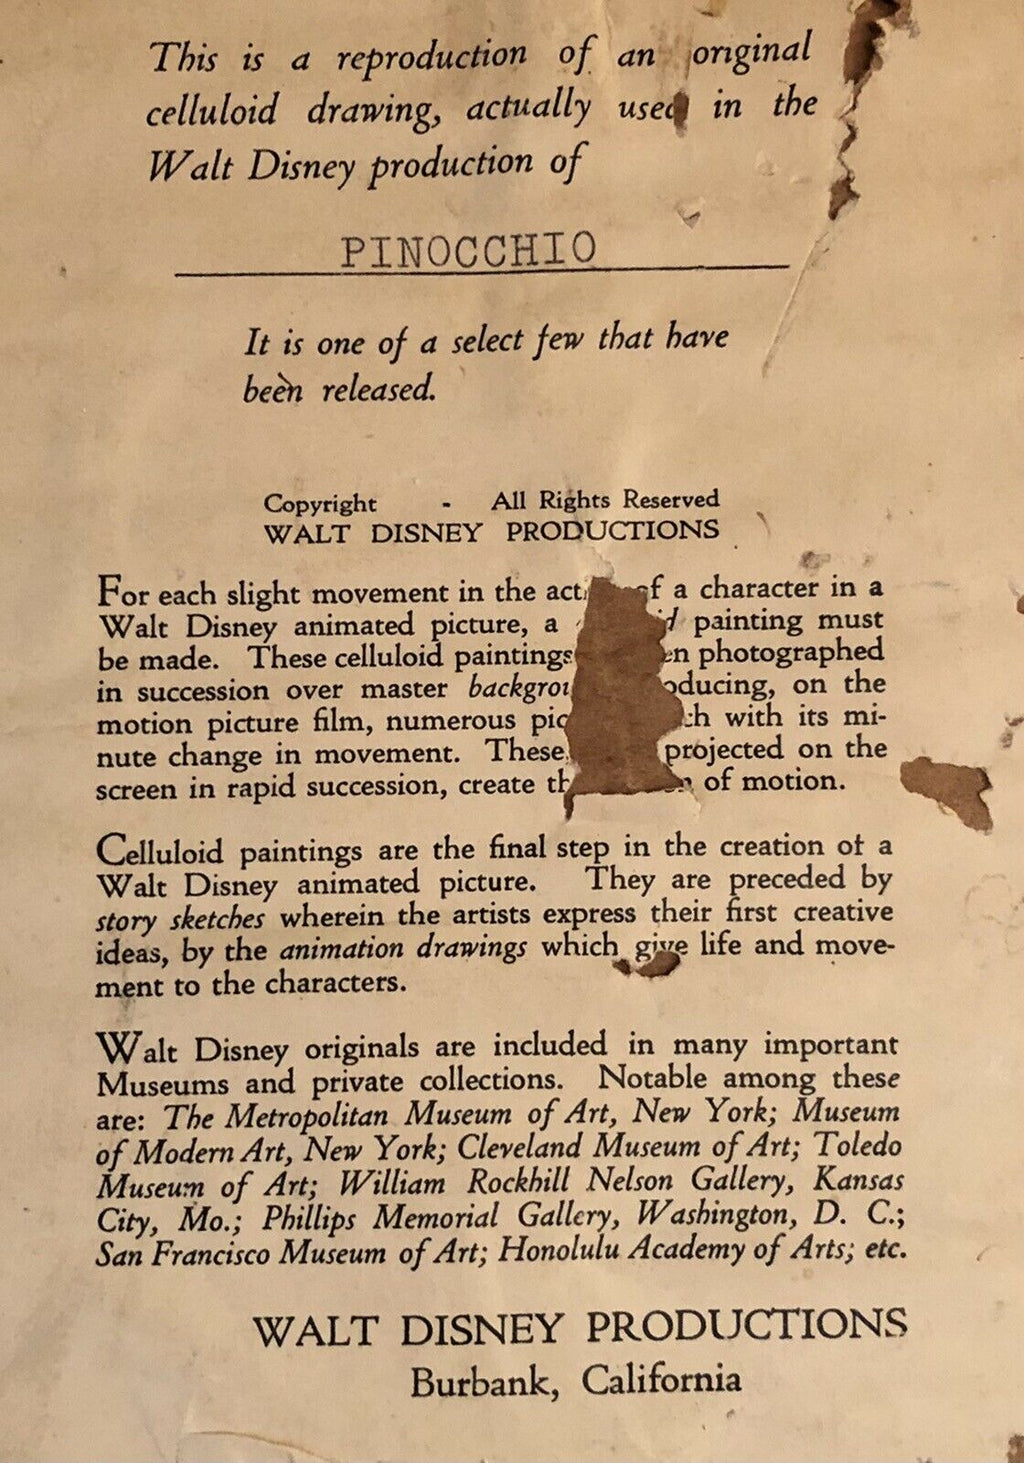 This is a reproduction of an original
celluloid drawing, actually used in the
Walt Disney production of
PINOCCHIO
It is one of a select few that have
been released.
Copyright - All Rights Reserved
WALT DISNEY PRODUCTIONS
For each slight movement in the of a character in a
Walt Disney animated picture, a painting must
be made. These celluloid paintings photographed
in succession over master on the
motion picture film, numerous with its mi-
nute change in movement. These projected on the
screen in rapid succession, create of motion.
Celluloid paintings are the final step in the creation of a
Walt Disney animated picture. They are preceded by
story sketches wherein the artists express their first creative
ideas, by the animation drawings which give life and move-
ment to the characters.
Walt Disney originals are included in many important
Museums and private collections. Notable among these
are: The Metropolitan Museum of Art, New York; Museum
of Modern Art, New York; Cleveland Museum of Art; Toledo
Museum of Art; William Rockhill Nelson Gallery, Kansas
City, Mo.; Phillips Memorial Gallery, Washington, D. C.;
San Francisco Museum of Art; Honolulu Academy of Arts; etc.
WALT DISNEY PRODUCTIONS
Burbank, California